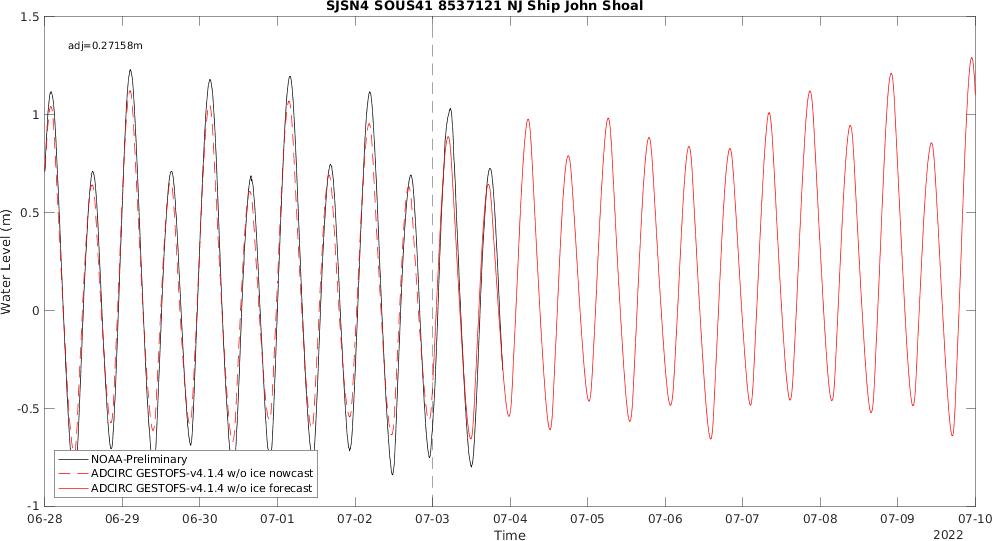 SJSN4 SOUS41 8537121 NJ Ship John Shoal
adj=0.27158m
1.5
1
0.5
0
-0.5
-1
Water Level (m)
NOAA-Preliminary
ADCIRC GESTOFS-v4.1.4 w/o ice nowcast
ADCIRC GESTOFS-v4.1.4 w/o ice forecast
06-28 06-29 06-30 07-01 07-02 07-03 07-04 07-05 07-06 07-07 07-08 07-09 07-10
Time
2022